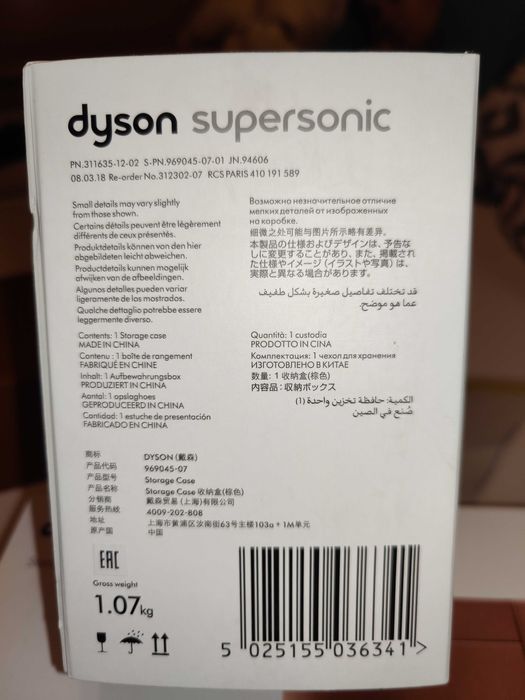 dyson supersonic
PN.311635-12-02 S-PN.969045-07-01 JN.94606
08.03.18 Re-order No.312302-07 RCS PARIS 410 191 589
Small details may vary slightly
from those shown.
Certains détails peuvent être légèrement
différents de ceux présentés.
Produktdetails können von den hier
abgebildeten leicht abweichen.
Productdetails kunnen mogelijk
afwijken van de afbeeldingen.
Algunos detalles pueden variar
ligeramente de los mostrados.
Qualche dettaglio potrebbe essere
leggermente diverso.
Возможно незначительное отличие
мелких деталей от изображенных
на коробке.
细微之处可能与图片所示略有差异。
本製品の仕様およびデザインは、予告な
しに変更することがあり、また、掲載され
た仕様やイメージ（イラストや写真）は、
実際と異なる場合があります。
قد تختلف تفاصيل صغيرة بشكل طفيف
عما هو موضح.
Contents: 1 Storage case
MADE IN CHINA
Contenu : 1 boîte de rangement
FABRIQUÉ EN CHINE
Inhalt: 1 Aufbewahrungsbox
PRODUZIERT IN CHINA
Aantal: 1 opslaghoes
GEPRODUCEERD IN CHINA
Cantidad: 1 estuche de presentación
FABRICADO EN CHINA
Quantità: 1 custodia
PRODOTTO IN CINA
Комплектация: 1 чехол для хранения
ИЗГОТОВЛЕНО В КИТАЕ
数量: 1 收纳盒(棕色)
内容品：収納ボックス
الكمية: حافظة تخزين واحدة (1)
صُنع في الصين
商标 DYSON (戴森)
产品代码 969045-07
产品型号 Storage Case
产品名称 Storage Case 收纳盒(棕色)
分销商 戴森贸易 (上海)有限公司
服务热线 4009-202-808
地址 上海市黄浦区汝南街63号主楼103a + 1M单元
原产国 中国
EAC
Gross weight
1.07kg
5 025155 036341 >